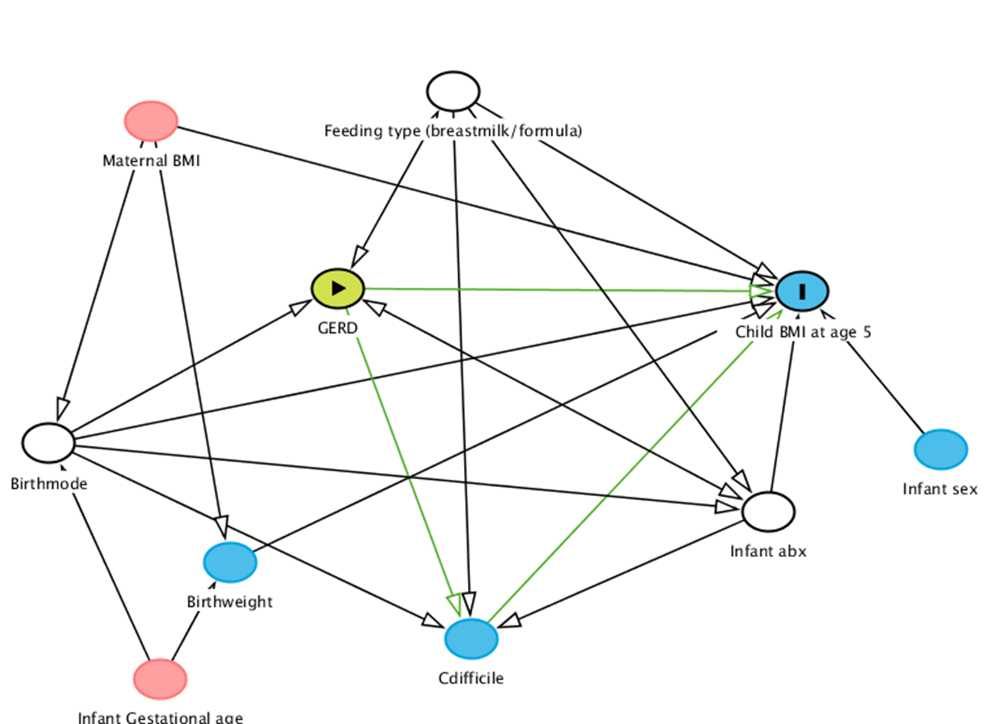 Feeding type (breastmilk/formula)
Maternal BMI
GERD
Child BMI at age 5
Birthmode
Infant sex
Infant abx
Birthweight
Cdifficile
Infant Gestational age